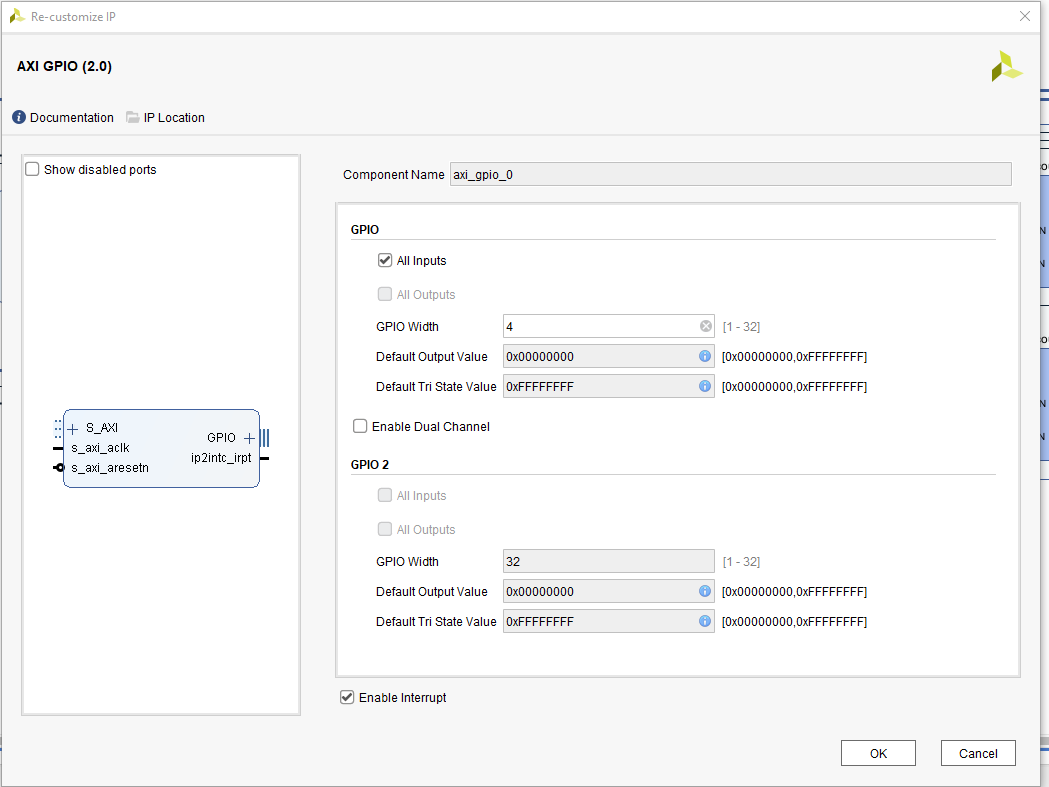 Re-customize IP
AXI GPIO (2.0)
Documentation IP Location
Show disabled ports
S_AXI
s_axi_aclk
s_axi_aresetn
GPIO
ip2intc_irpt
Component Name axi_gpio_0
GPIO
All Inputs
All Outputs
GPIO Width 4 [1 - 32]
Default Output Value 0x00000000 [0x00000000,0xFFFFFFFF]
Default Tri State Value 0xFFFFFFFF [0x00000000,0xFFFFFFFF]
Enable Dual Channel
GPIO 2
All Inputs
All Outputs
GPIO Width 32 [1 - 32]
Default Output Value 0x00000000 [0x00000000,0xFFFFFFFF]
Default Tri State Value 0xFFFFFFFF [0x00000000,0xFFFFFFFF]
Enable Interrupt
OK Cancel